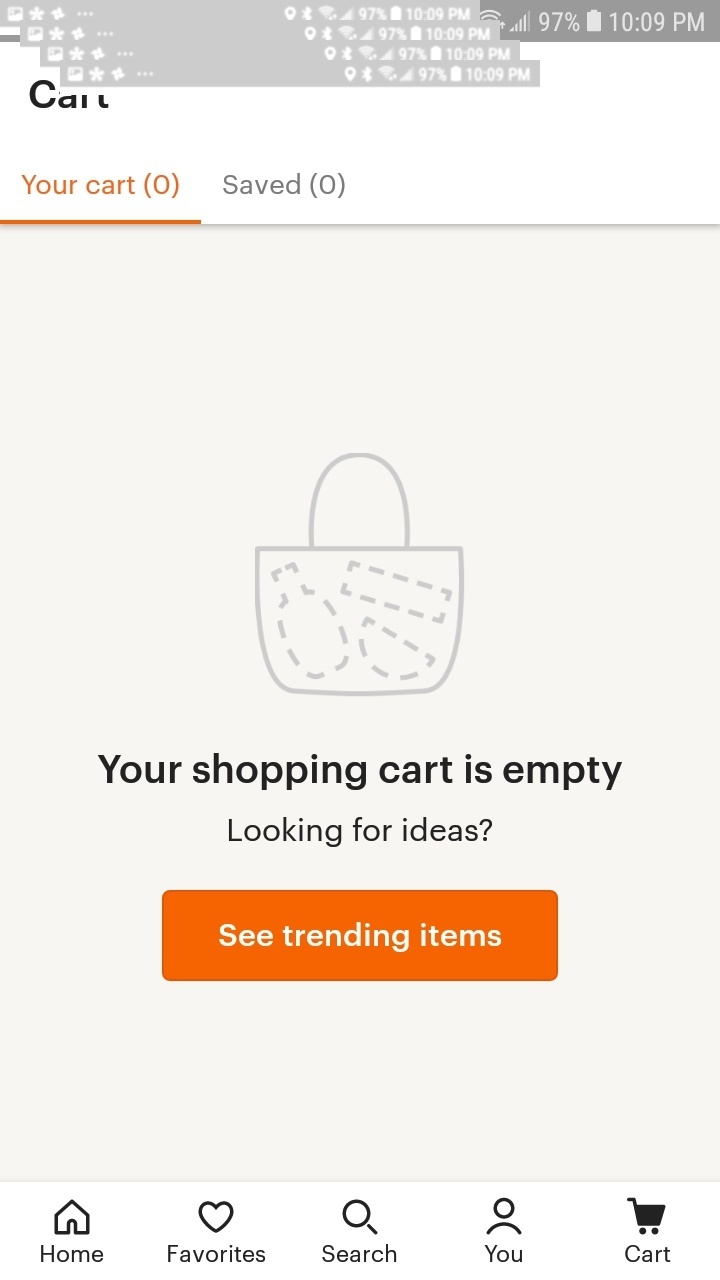 97% 10:09 PM
97% 10:09 PM
97% 10:09 PM
97% 10:09 PM
97% 10:09 PM
Cart
Your cart (0) Saved (0)
Your shopping cart is empty
Looking for ideas?
See trending items
Home Favorites Search You Cart